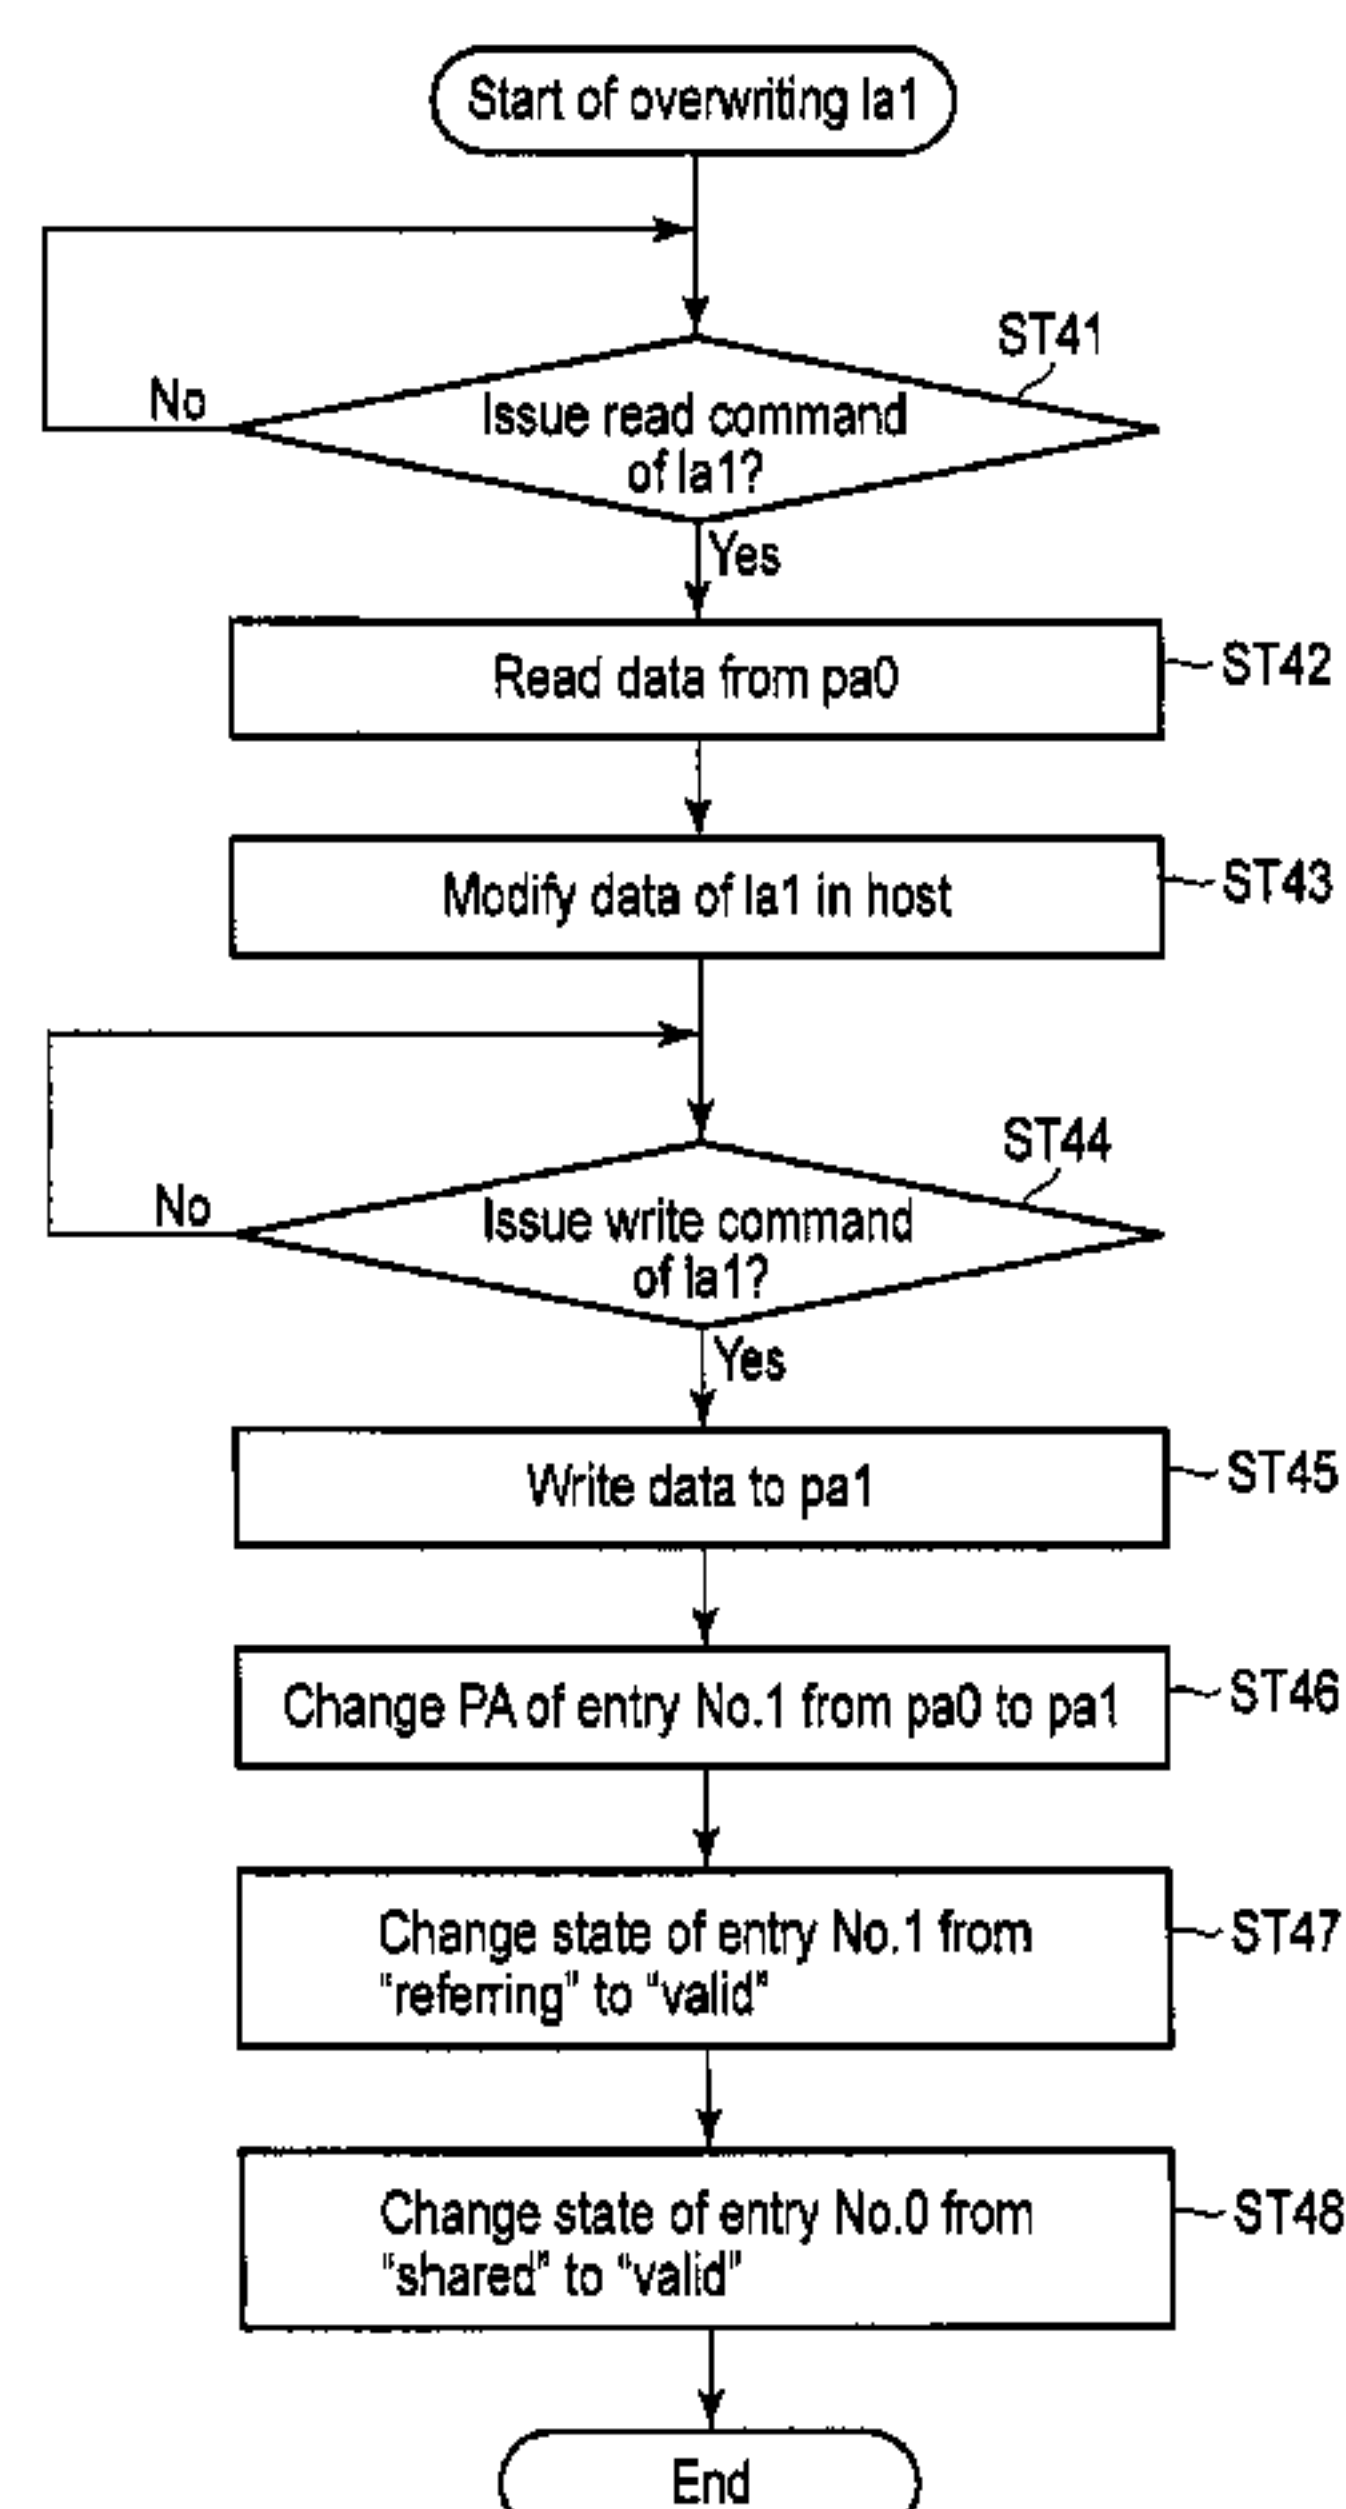 Start of overwriting la1
ST41
No
Issue read command
of la1?
Yes
Read data from pa0
ST42
Modify data of la1 in host
ST43
ST44
No
Issue write command
of la1?
Yes
Write data to pa1
ST45
Change PA of entry No.1 from pa0 to pa1
ST46
Change state of entry No.1 from
"referring" to "valid"
ST47
Change state of entry No.0 from
"shared" to "valid"
ST48
End